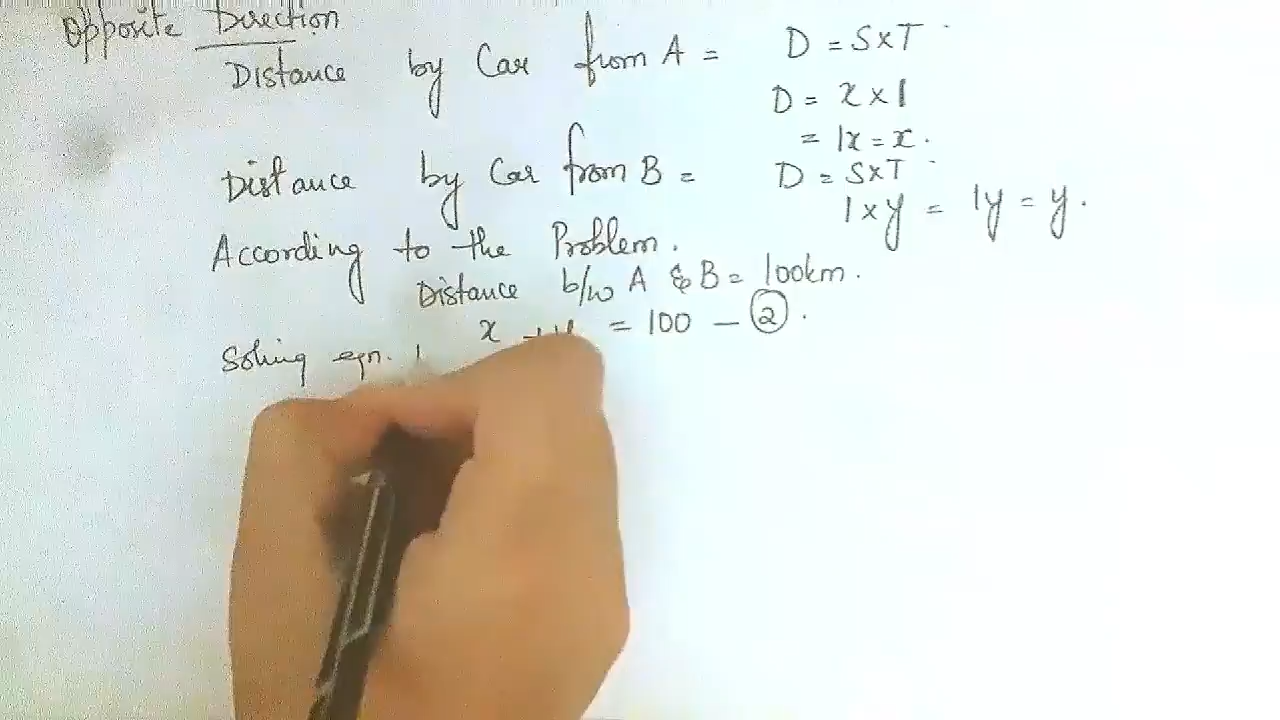 Opposite Direction
Distance by Car from A = D = S×T
D = x × 1
= 1x = x.
Distance by Car from B = D = S×T
1 × y = 1y = y.
According to the Problem.
Distance b/w A & B = 100km.
x + y = 100 — ②.
Solving eqn. 1